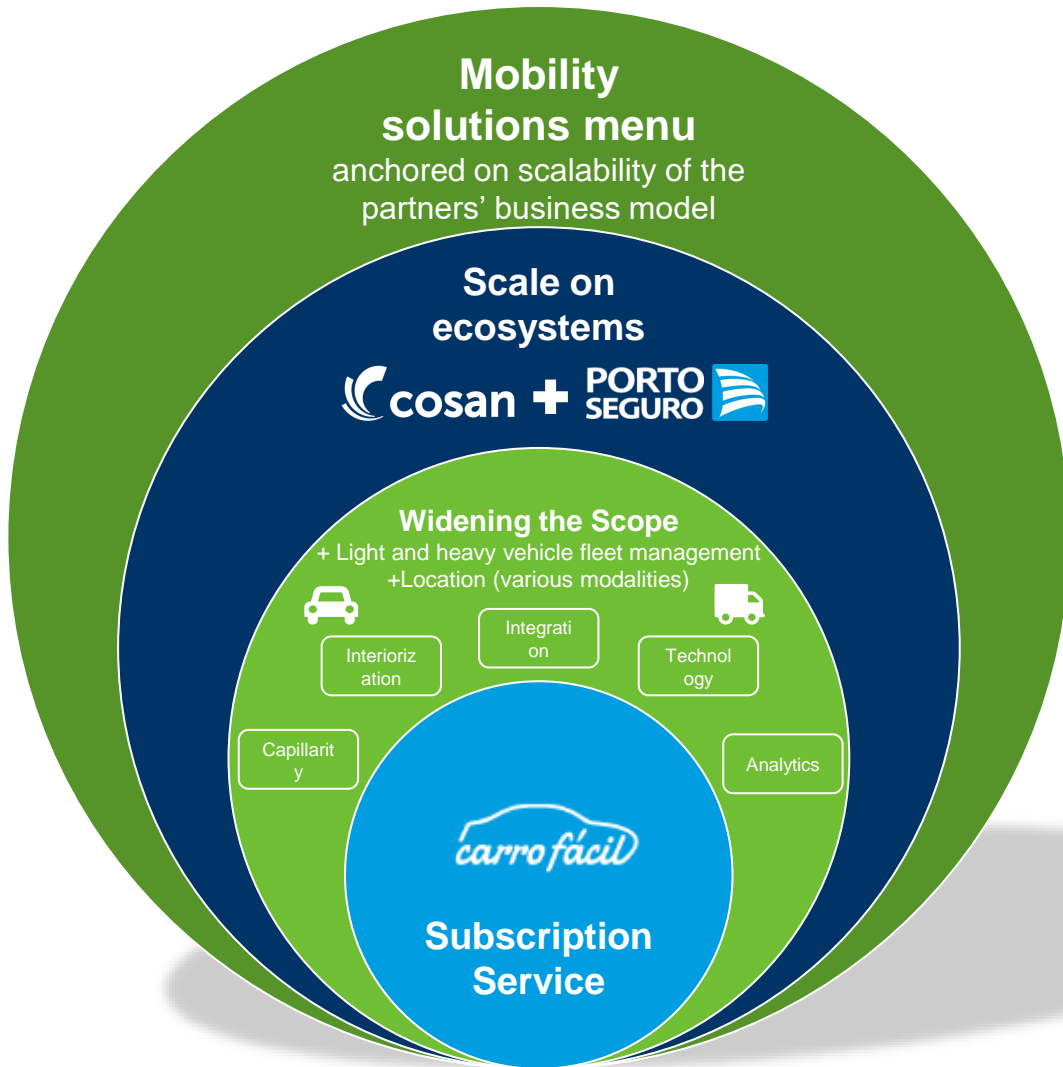 Mobility
solutions menu
anchored on scalability of the
partners’ business model
Scale on
ecosystems
cosan + PORTO
SEGURO
Widening the Scope
+ Light and heavy vehicle fleet management
+Location (various modalities)
Integrati
on
Interioriz
ation
Technol
ogy
Capillarit
y
Analytics
carro fácil
Subscription
Service